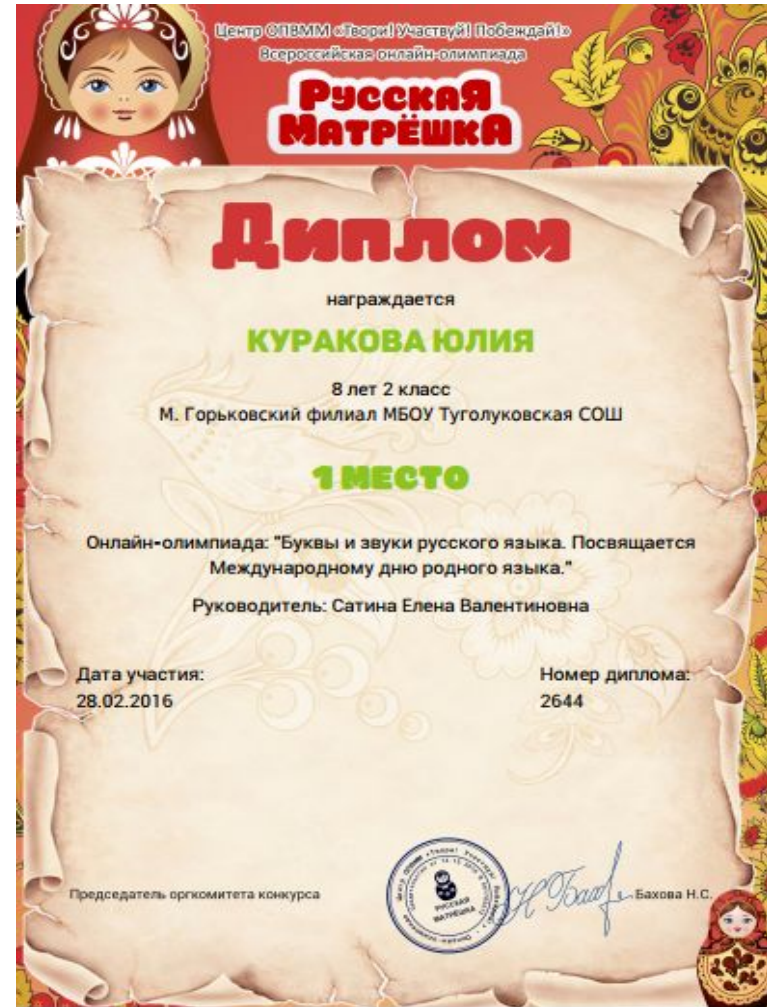 Центр ОПВММ «Твори! Участвуй! Побеждай!»
Всероссийская онлайн-олимпиада
Русская
Матрёшка
Диплом
награждается
КУРАКОВА ЮЛИЯ
8 лет 2 класс
М. Горьковский филиал МБОУ Туголуковская СОШ
1 МЕСТО
Онлайн-олимпиада: "Буквы и звуки русского языка. Посвящается
Международному дню родного языка."
Руководитель: Сатина Елена Валентиновна
Дата участия:
28.02.2016
Номер диплома:
2644
Председатель оргкомитета конкурса
РУССКАЯ
МАТРЁШКА
Бахова Н.С.